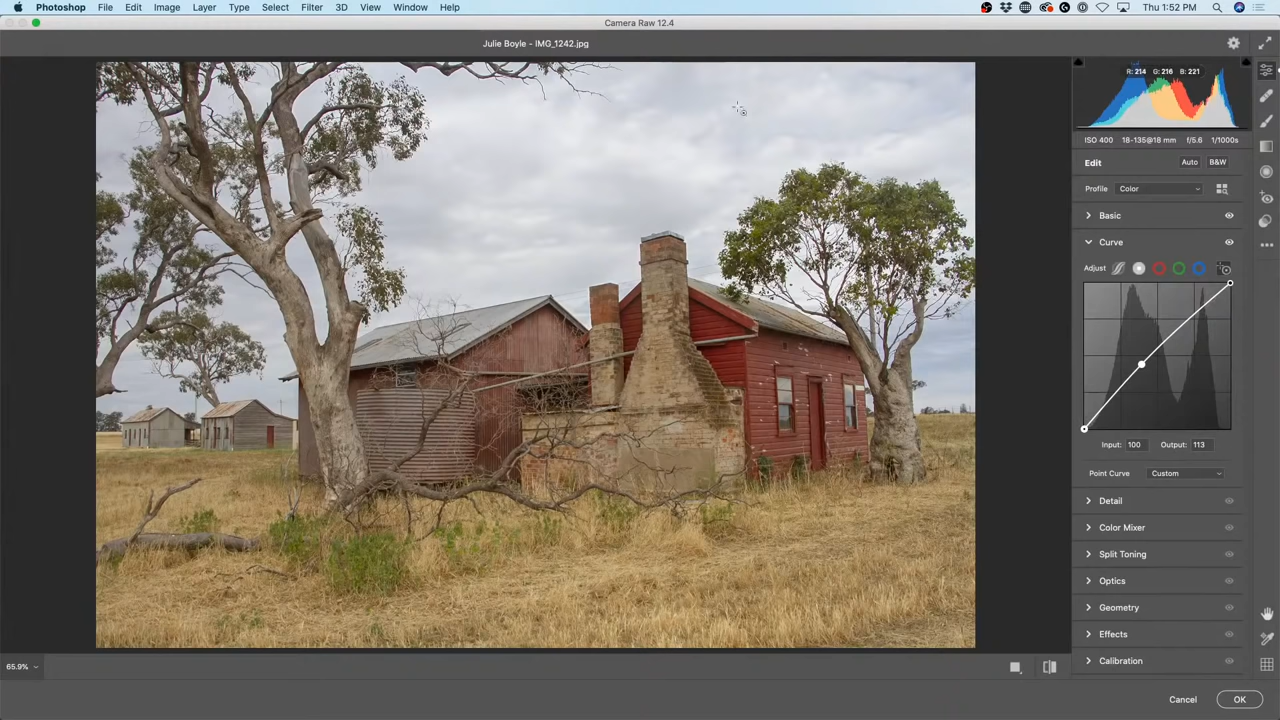 Photoshop File Edit Image Layer Type Select Filter 3D View Window Help Thu 1:52 PM
Camera Raw 12.4
Julie Boyle - IMG_1242.jpg
R: 214 G: 216 B: 221
ISO 400 18-135@18 mm f/5.6 1/1000s
Edit Auto B&W
Profile Color
Basic
Curve
Adjust
Input: 100 Output: 113
Point Curve Custom
Detail
Color Mixer
Split Toning
Optics
Geometry
Effects
Calibration
65.9%
Cancel OK